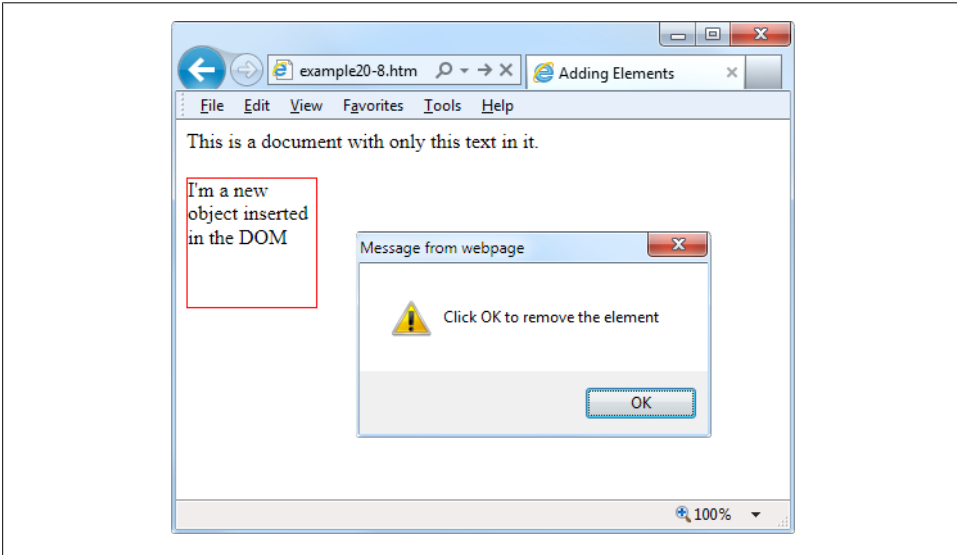 example20-8.htm
Adding Elements
File Edit View Favorites Tools Help
This is a document with only this text in it.
I'm a new
object inserted
in the DOM
Message from webpage
Click OK to remove the element
OK
100%